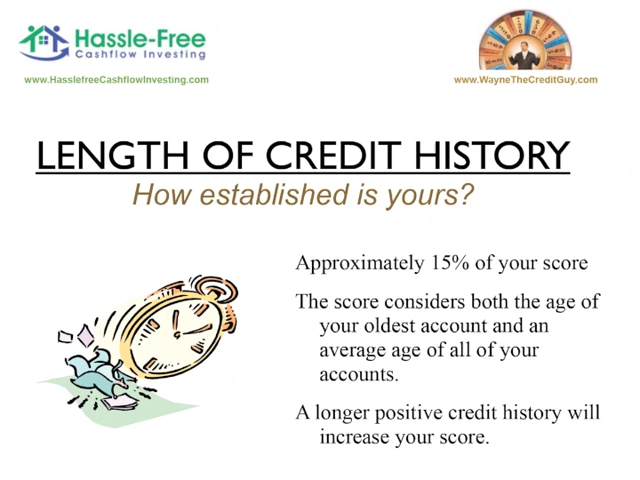 Hassle-Free
Cashflow Investing
www.HasslefreeCashflowInvesting.com
www.WayneTheCreditGuy.com
LENGTH OF CREDIT HISTORY
How established is yours?
Approximately 15% of your score
The score considers both the age of
your oldest account and an
average age of all of your
accounts.
A longer positive credit history will
increase your score.